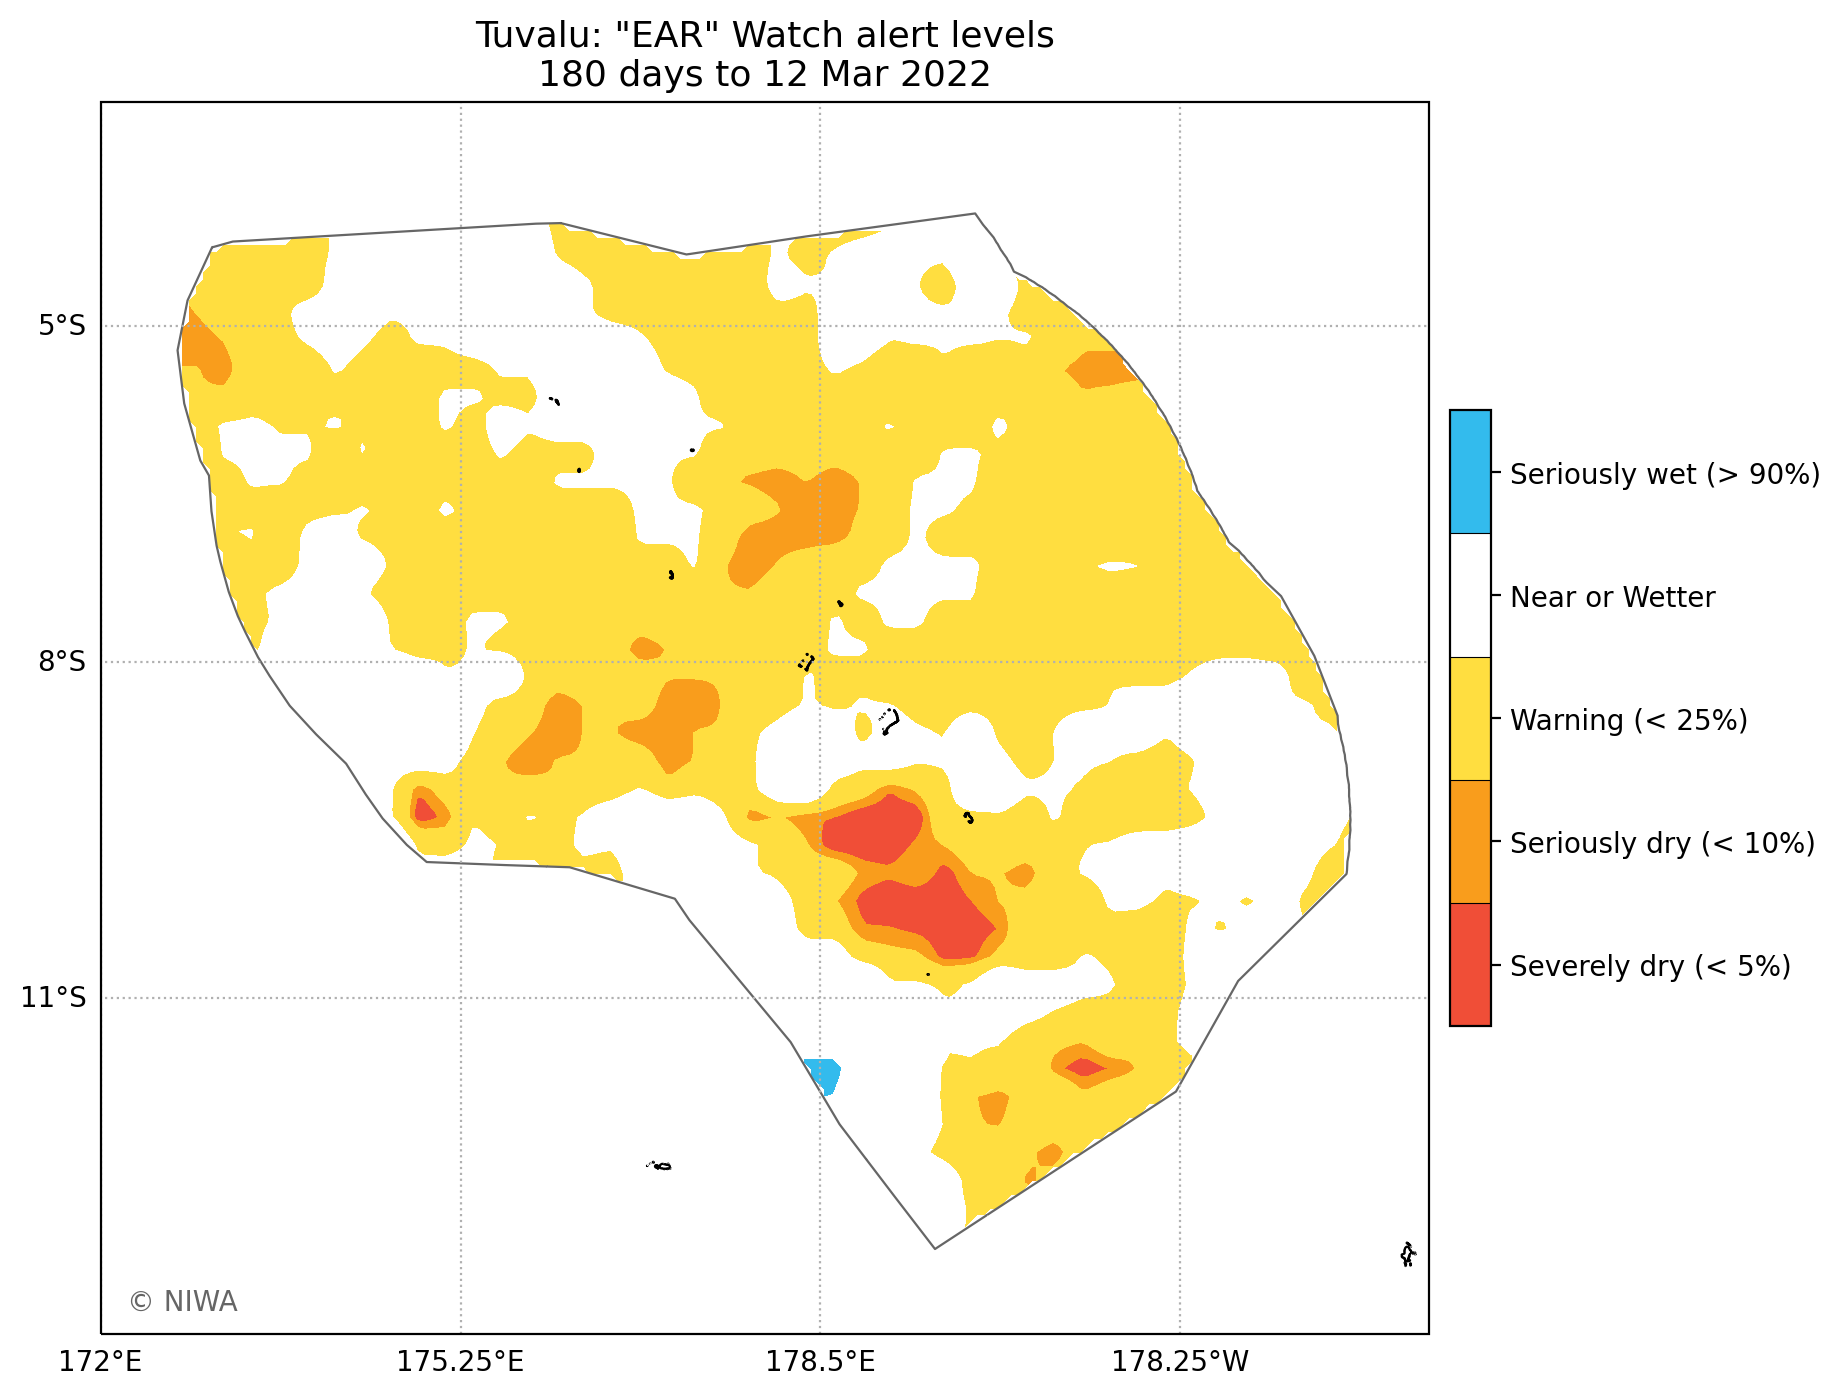 Tuvalu: "EAR" Watch alert levels
180 days to 12 Mar 2022
5°S
8°S
11°S
172°E
175.25°E
178.5°E
178.25°W
Seriously wet (> 90%)
Near or Wetter
Warning (< 25%)
Seriously dry (< 10%)
Severely dry (< 5%)
© NIWA